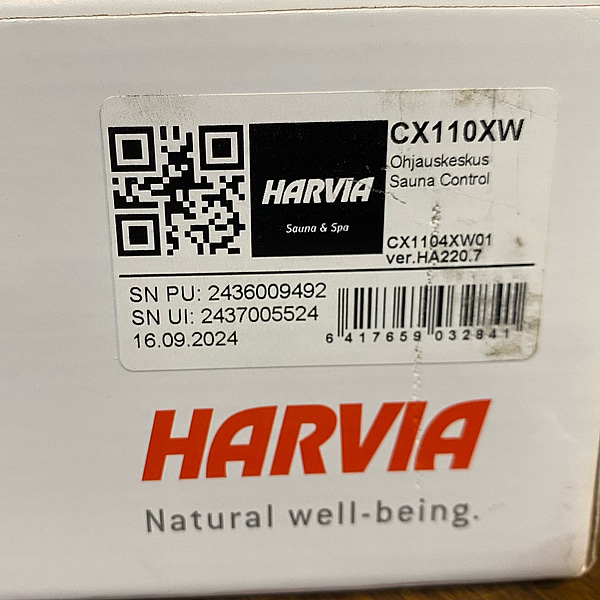 HARVIA
Sauna & Spa
CX110XW
Ohjauskeskus
Sauna Control
CX1104XW01
ver.HA220.7
SN PU: 2436009492
SN UI: 2437005524
16.09.2024
6 417659 032841
HARVIA
Natural well-being.